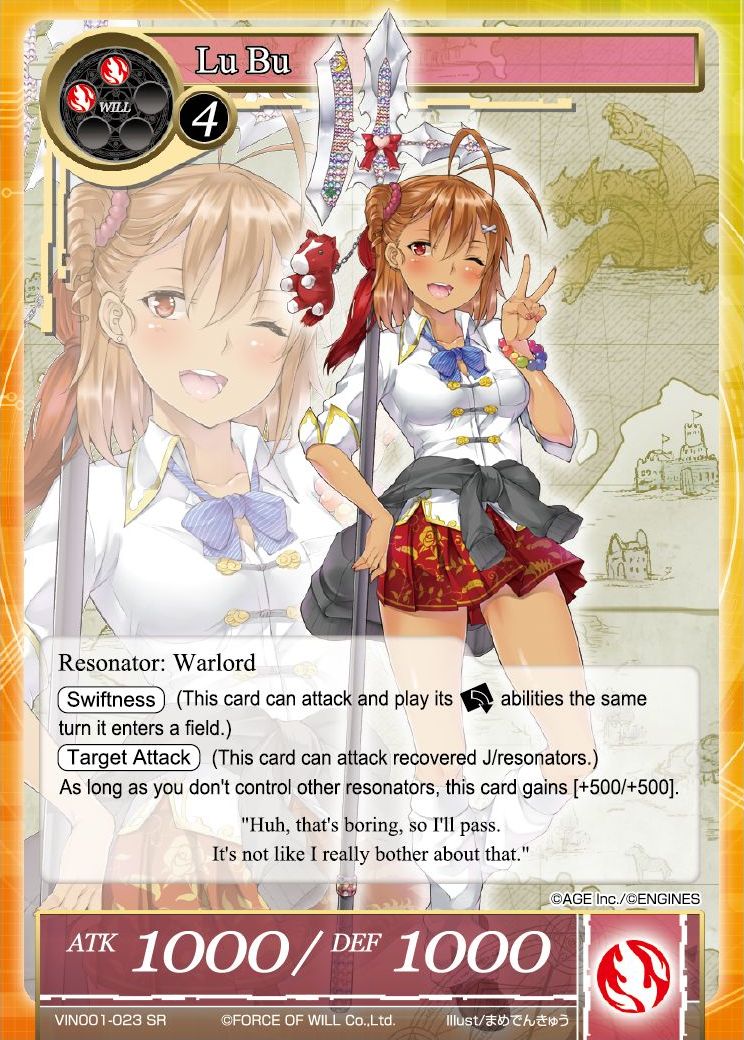 Lu Bu
WILL
4
Resonator: Warlord
Swiftness (This card can attack and play its abilities the same
turn it enters a field.)
Target Attack (This card can attack recovered J/resonators.)
As long as you don't control other resonators, this card gains [+500/+500].
"Huh, that's boring, so I'll pass.
It's not like I really bother about that."
©AGE Inc./©ENGINES
ATK 1000/ DEF 1000
VIN001-023 SR ©FORCE OF WILL Co.,Ltd. Illust/まめでんきゅう